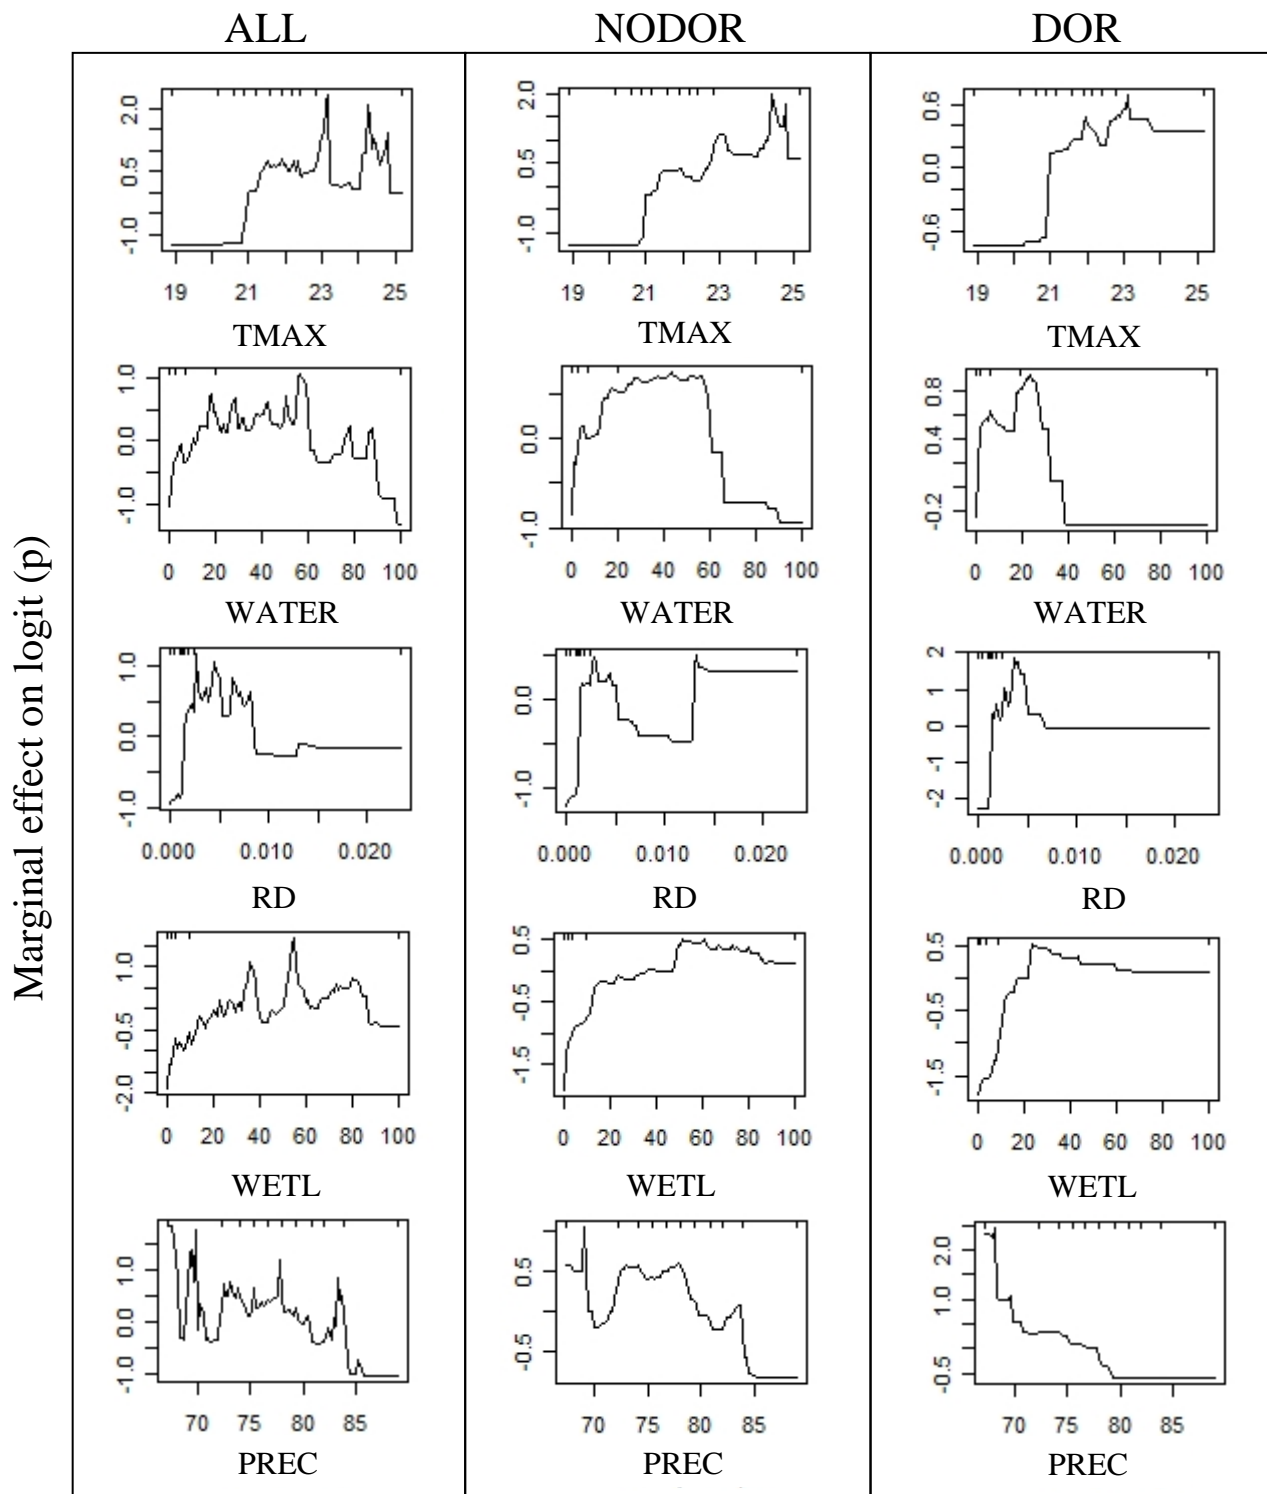 ALL NODOR DOR
Marginal effect on logit (p)
-1.0 0.5 2.0
19 21 23 25
TMAX
-1.0 0.5 2.0
19 21 23 25
TMAX
-0.6 0.0 0.6
19 21 23 25
TMAX
-1.0 0.0 1.0
0 20 40 60 80 100
WATER
-1.0 0.0
0 20 40 60 80 100
WATER
-0.2 0.4 0.8
0 20 40 60 80 100
WATER
-1.0 0.0 1.0
0.000 0.010 0.020
RD
-1.0 0.0
0.000 0.010 0.020
RD
-2 -1 0 1 2
0.000 0.010 0.020
RD
-2.0 -0.5 1.0
0 20 40 60 80 100
WETL
-1.5 -0.5 0.5
0 20 40 60 80 100
WETL
-1.5 -0.5 0.5
0 20 40 60 80 100
WETL
-1.0 0.0 1.0
70 75 80 85
PREC
-0.5 0.5
70 75 80 85
PREC
-0.5 1.0 2.0
70 75 80 85
PREC